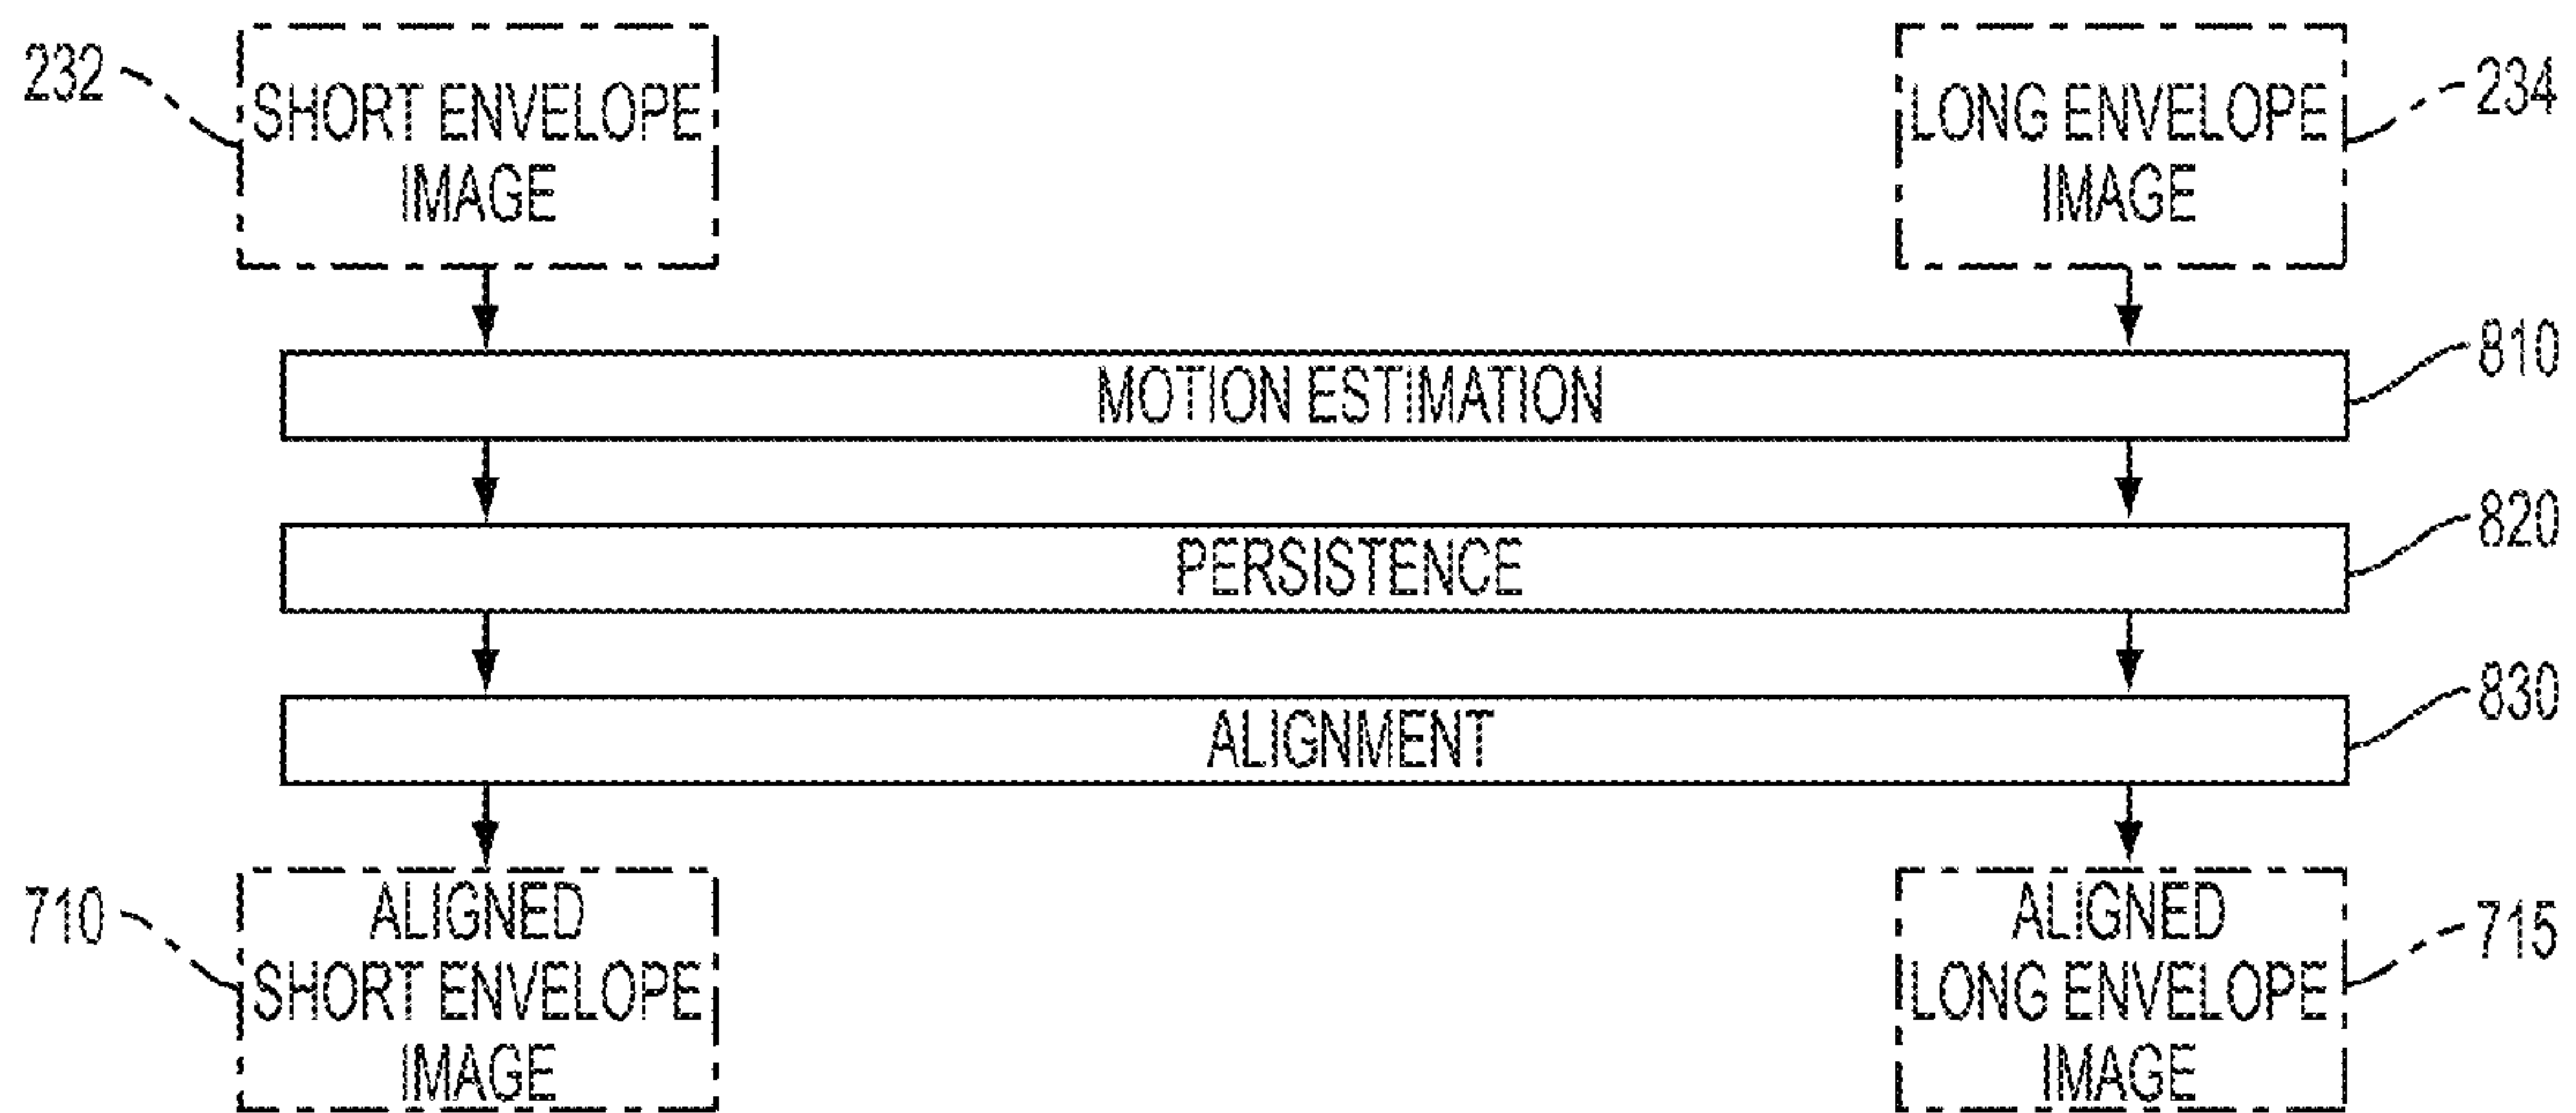 232
SHORT ENVELOPE
IMAGE
LONG ENVELOPE
IMAGE
234
MOTION ESTIMATION
810
PERSISTENCE
820
ALIGNMENT
830
710
ALIGNED
SHORT ENVELOPE
IMAGE
ALIGNED
LONG ENVELOPE
IMAGE
715